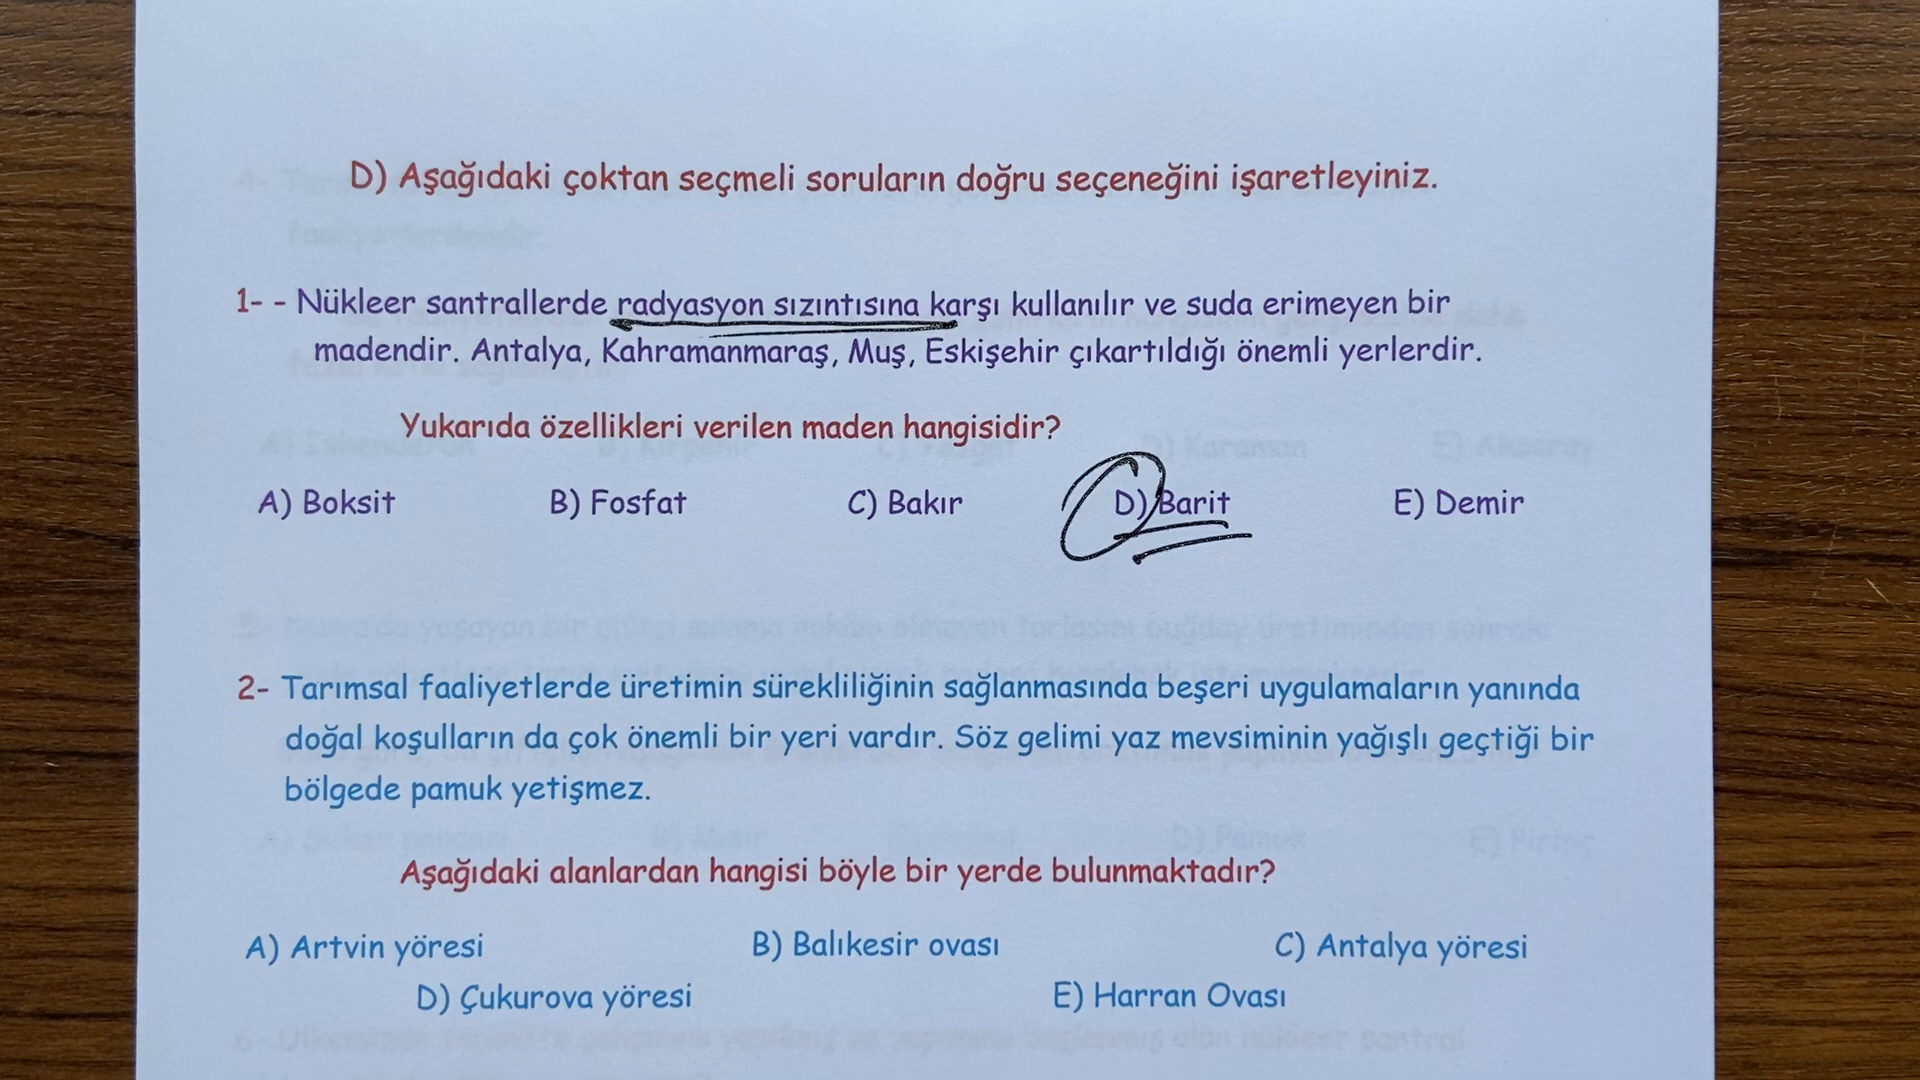 D) Aşağıdaki çoktan seçmeli soruların doğru seçeneğini işaretleyiniz.
1- - Nükleer santrallerde radyasyon sızıntısına karşı kullanılır ve suda erimeyen bir
madendir. Antalya, Kahramanmaraş, Muş, Eskişehir çıkartıldığı önemli yerlerdir.
Yukarıda özellikleri verilen maden hangisidir?
A) Boksit B) Fosfat C) Bakır D) Barit E) Demir
2- Tarımsal faaliyetlerde üretimin sürekliliğinin sağlanmasında beşeri uygulamaların yanında
doğal koşulların da çok önemli bir yeri vardır. Söz gelimi yaz mevsiminin yağışlı geçtiği bir
bölgede pamuk yetişmez.
Aşağıdaki alanlardan hangisi böyle bir yerde bulunmaktadır?
A) Artvin yöresi B) Balıkesir ovası C) Antalya yöresi
D) Çukurova yöresi E) Harran Ovası